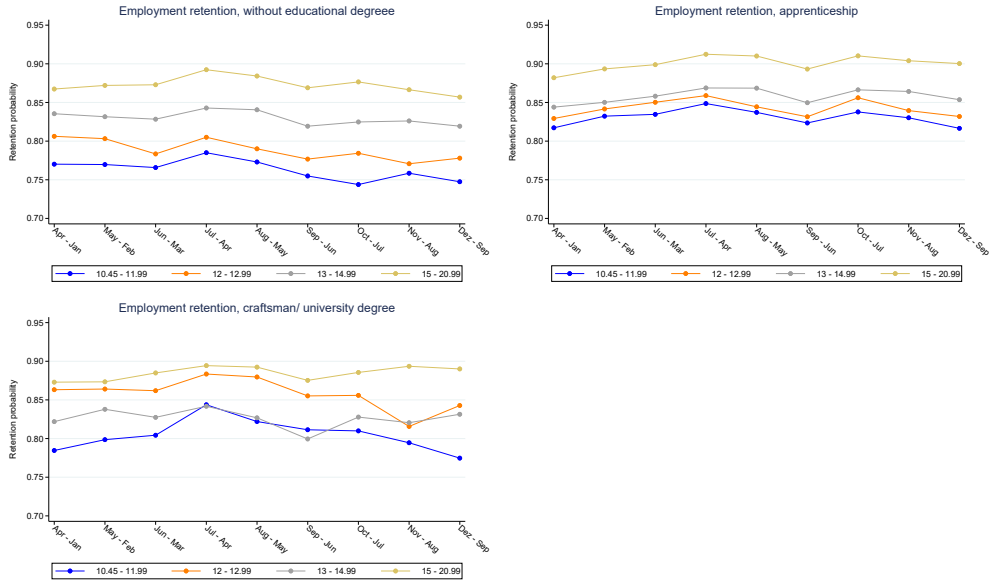 Employment retention, without educational degreee
0.95
0.90
0.85
0.80
0.75
0.70
Retention probability
Apr - Jan
May - Feb
Jun - Mar
Jul - Apr
Aug - May
Sep - Jun
Oct - Jul
Nov - Aug
Dez - Sep
10.45 - 11.99 12 - 12.99 13 - 14.99 15 - 20.99
Employment retention, apprenticeship
0.95
0.90
0.85
0.80
0.75
0.70
Retention probability
Apr - Jan
May - Feb
Jun - Mar
Jul - Apr
Aug - May
Sep - Jun
Oct - Jul
Nov - Aug
Dez - Sep
10.45 - 11.99 12 - 12.99 13 - 14.99 15 - 20.99
Employment retention, craftsman/ university degree
0.95
0.90
0.85
0.80
0.75
0.70
Retention probability
Apr - Jan
May - Feb
Jun - Mar
Jul - Apr
Aug - May
Sep - Jun
Oct - Jul
Nov - Aug
Dez - Sep
10.45 - 11.99 12 - 12.99 13 - 14.99 15 - 20.99